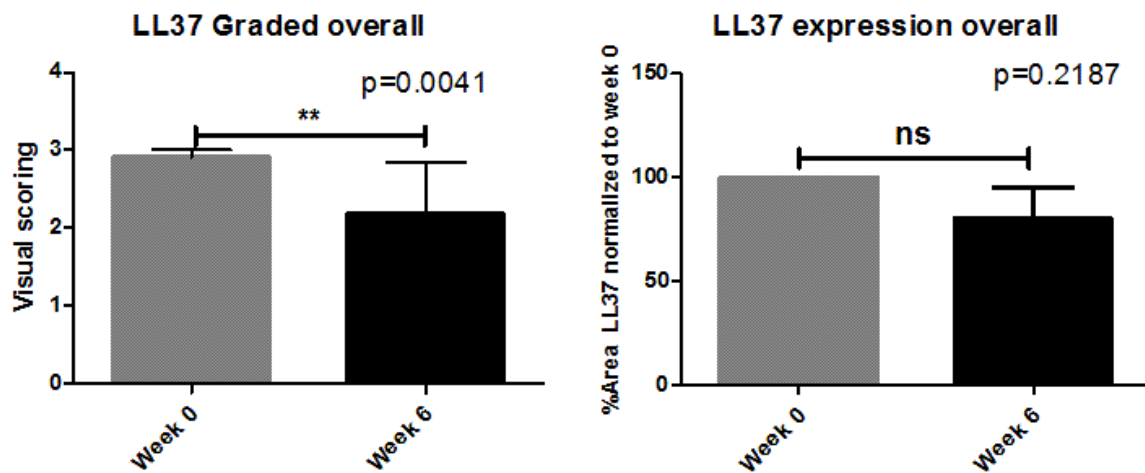 LL37 Graded overall
Visual scoring
4
3
2
1
0
p=0.0041
**
Week 0
Week 6
LL37 expression overall
%Area LL37 normalized to week 0
150
100
50
0
p=0.2187
ns
Week 0
Week 6